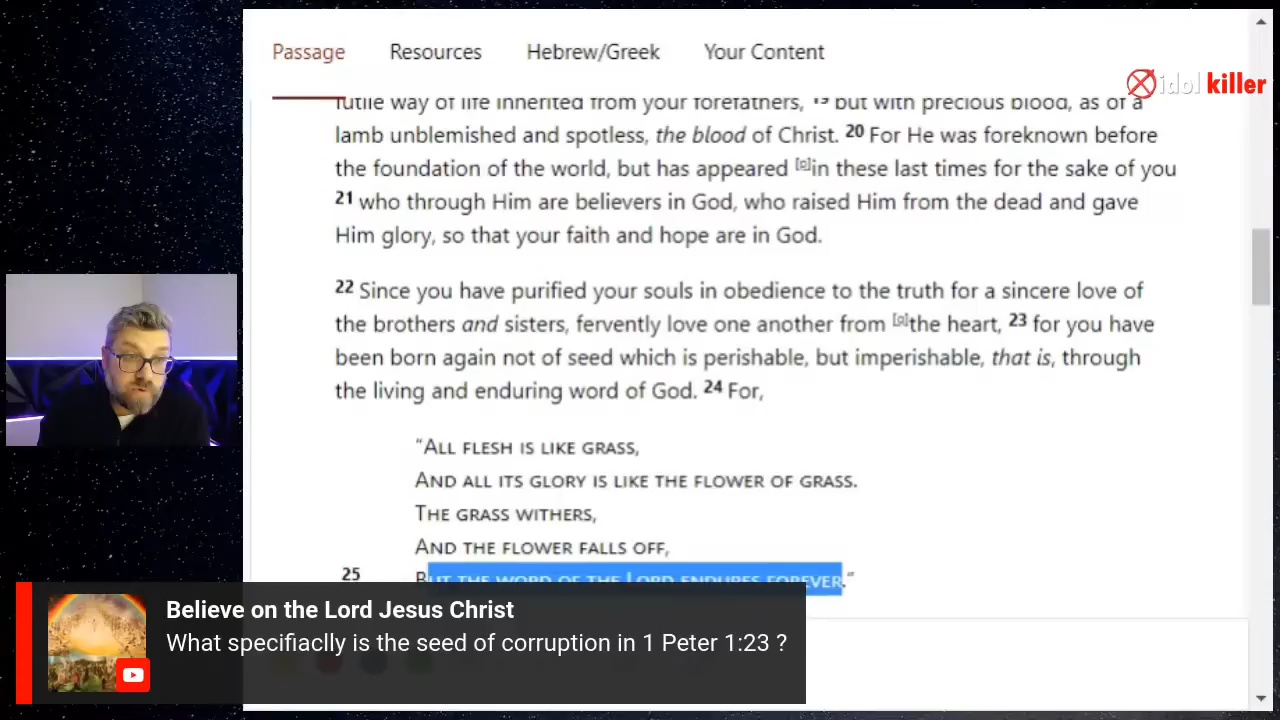 Passage Resources Hebrew/Greek Your Content
idol killer
futile way of life inherited from your forefathers, 19 but with precious blood, as of a
lamb unblemished and spotless, the blood of Christ. 20 For He was foreknown before
the foundation of the world, but has appeared in these last times for the sake of you
21 who through Him are believers in God, who raised Him from the dead and gave
Him glory, so that your faith and hope are in God.
22 Since you have purified your souls in obedience to the truth for a sincere love of
the brothers and sisters, fervently love one another from the heart, 23 for you have
been born again not of seed which is perishable, but imperishable, that is, through
the living and enduring word of God. 24 For,
“ALL FLESH IS LIKE GRASS,
AND ALL ITS GLORY IS LIKE THE FLOWER OF GRASS.
THE GRASS WITHERS,
AND THE FLOWER FALLS OFF,
25 BUT THE WORD OF THE LORD ENDURES FOREVER.”
Believe on the Lord Jesus Christ
What specifiaclly is the seed of corruption in 1 Peter 1:23 ?